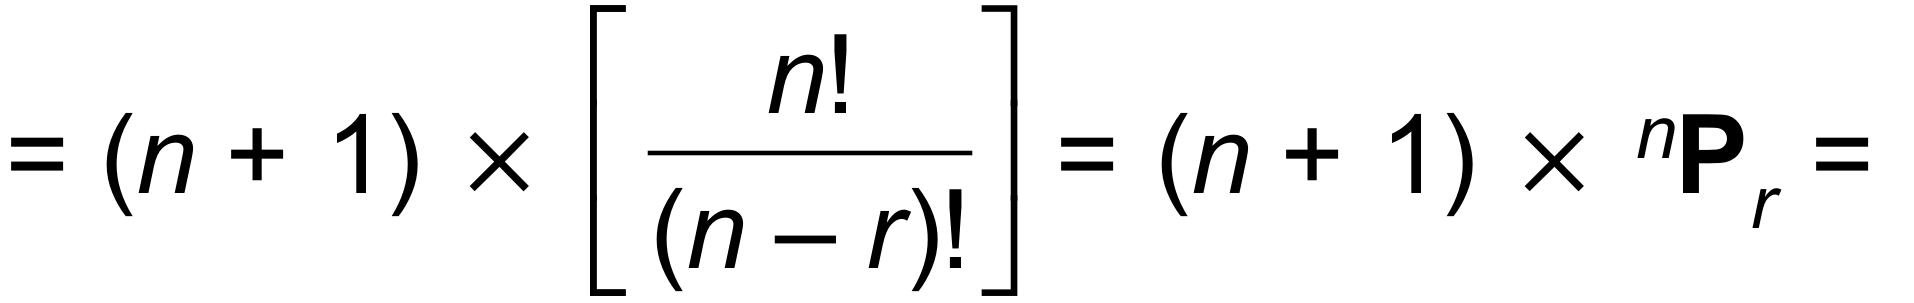 = (n + 1) × [n!/(n – r)!] = (n + 1) × ⁿPᵣ =